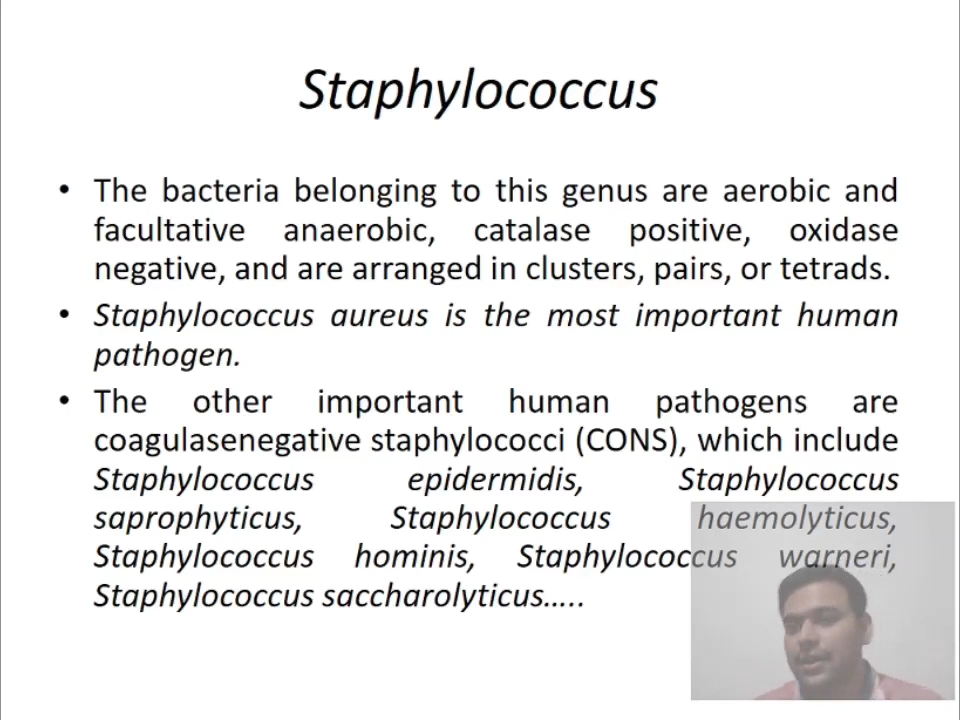 Staphylococcus
• The bacteria belonging to this genus are aerobic and
facultative anaerobic, catalase positive, oxidase
negative, and are arranged in clusters, pairs, or tetrads.
• Staphylococcus aureus is the most important human
pathogen.
• The other important human pathogens are
coagulasenegative staphylococci (CONS), which include
Staphylococcus epidermidis, Staphylococcus
saprophyticus, Staphylococcus haemolyticus,
Staphylococcus hominis, Staphylococcus warneri,
Staphylococcus saccharolyticus.....